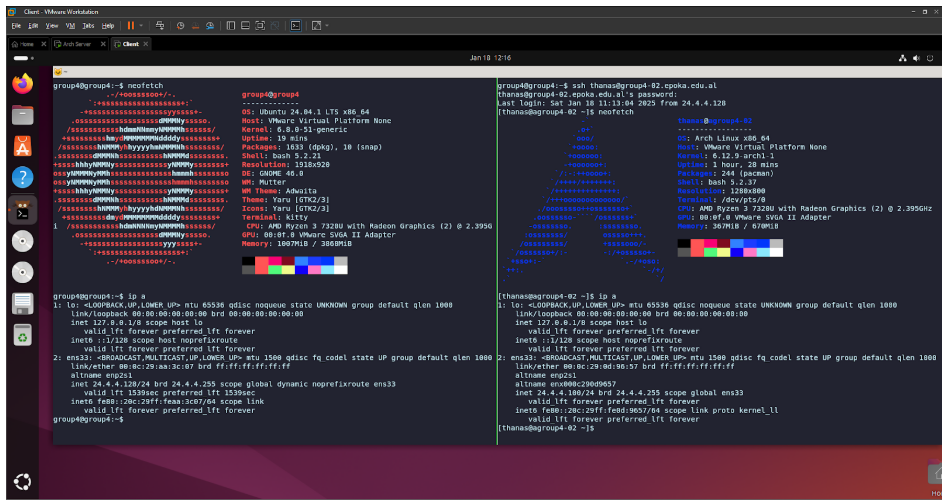 Client - VMware Workstation
File Edit View VM Tabs Help
Home Arch Server Client
Jan 18 12:16
group4@group4:~$ neofetch
group4@group4
-------------
OS: Ubuntu 24.04.1 LTS x86_64
Host: VMware Virtual Platform None
Kernel: 6.8.0-51-generic
Uptime: 19 mins
Packages: 1633 (dpkg), 10 (snap)
Shell: bash 5.2.21
Resolution: 1918x920
DE: GNOME 46.0
WM: Mutter
WM Theme: Adwaita
Theme: Yaru [GTK2/3]
Icons: Yaru [GTK2/3]
Terminal: kitty
CPU: AMD Ryzen 3 7320U with Radeon Graphics (2) @ 2.395G
GPU: 00:0f.0 VMware SVGA II Adapter
Memory: 1007MiB / 3868MiB
group4@group4:~$ ip a
1: lo: <LOOPBACK,UP,LOWER_UP> mtu 65536 qdisc noqueue state UNKNOWN group default qlen 1000
link/loopback 00:00:00:00:00:00 brd 00:00:00:00:00:00
inet 127.0.0.1/8 scope host lo
valid_lft forever preferred_lft forever
inet6 ::1/128 scope host noprefixroute
valid_lft forever preferred_lft forever
2: ens33: <BROADCAST,MULTICAST,UP,LOWER_UP> mtu 1500 qdisc fq_codel state UP group default qlen 1000
link/ether 00:0c:29:aa:3c:07 brd ff:ff:ff:ff:ff:ff
altname enp2s1
inet 24.4.4.128/24 brd 24.4.4.255 scope global dynamic noprefixroute ens33
valid_lft 1539sec preferred_lft 1539sec
inet6 fe80::20c:29ff:feaa:3c07/64 scope link
valid_lft forever preferred_lft forever
group4@group4:~$
group4@group4:~$ ssh thanas@agroup4-02.epoka.edu.al
thanas@agroup4-02.epoka.edu.al's password:
Last login: Sat Jan 18 11:13:04 2025 from 24.4.4.128
[thanas@agroup4-02 ~]$ neofetch
thanas@agroup4-02
-----------------
OS: Arch Linux x86_64
Host: VMware Virtual Platform None
Kernel: 6.12.9-arch1-1
Uptime: 1 hour, 28 mins
Packages: 244 (pacman)
Shell: bash 5.2.37
Resolution: 1280x800
Terminal: /dev/pts/0
CPU: AMD Ryzen 3 7320U with Radeon Graphics (2) @ 2.395GHz
GPU: 00:0f.0 VMware SVGA II Adapter
Memory: 367MiB / 670MiB
[thanas@agroup4-02 ~]$ ip a
1: lo: <LOOPBACK,UP,LOWER_UP> mtu 65536 qdisc noqueue state UNKNOWN group default qlen 1000
link/loopback 00:00:00:00:00:00 brd 00:00:00:00:00:00
inet 127.0.0.1/8 scope host lo
valid_lft forever preferred_lft forever
inet6 ::1/128 scope host noprefixroute
valid_lft forever preferred_lft forever
2: ens33: <BROADCAST,MULTICAST,UP,LOWER_UP> mtu 1500 qdisc fq_codel state UP group default qlen 1000
link/ether 00:0c:29:0d:96:57 brd ff:ff:ff:ff:ff:ff
altname enp2s1
altname enx000c290d9657
inet 24.4.4.100/24 brd 24.4.4.255 scope global ens33
valid_lft forever preferred_lft forever
inet6 fe80::20c:29ff:fe0d:9657/64 scope link proto kernel_ll
valid_lft forever preferred_lft forever
[thanas@agroup4-02 ~]$